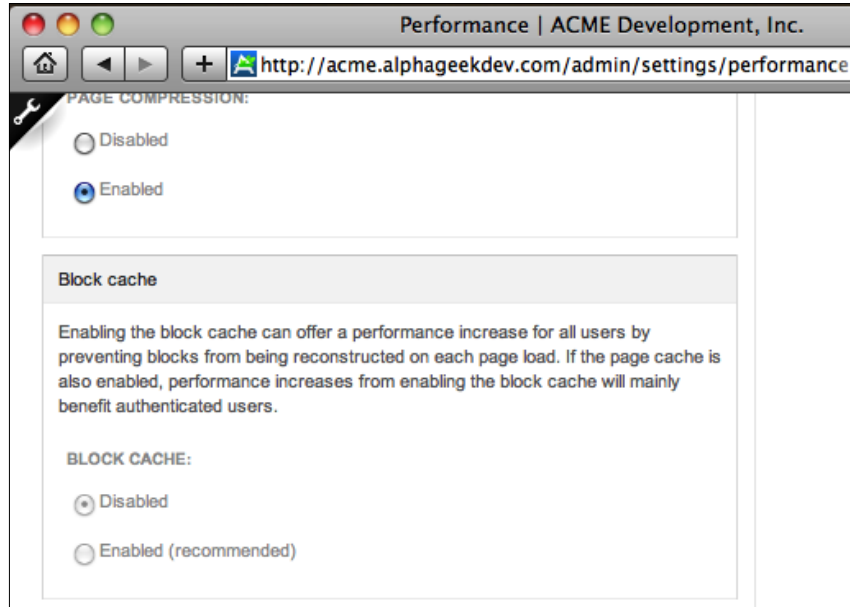 Performance | ACME Development, Inc.
http://acme.alphageekdev.com/admin/settings/performance
PAGE COMPRESSION:
Disabled
Enabled
Block cache
Enabling the block cache can offer a performance increase for all users by
preventing blocks from being reconstructed on each page load. If the page cache is
also enabled, performance increases from enabling the block cache will mainly
benefit authenticated users.
BLOCK CACHE:
Disabled
Enabled (recommended)